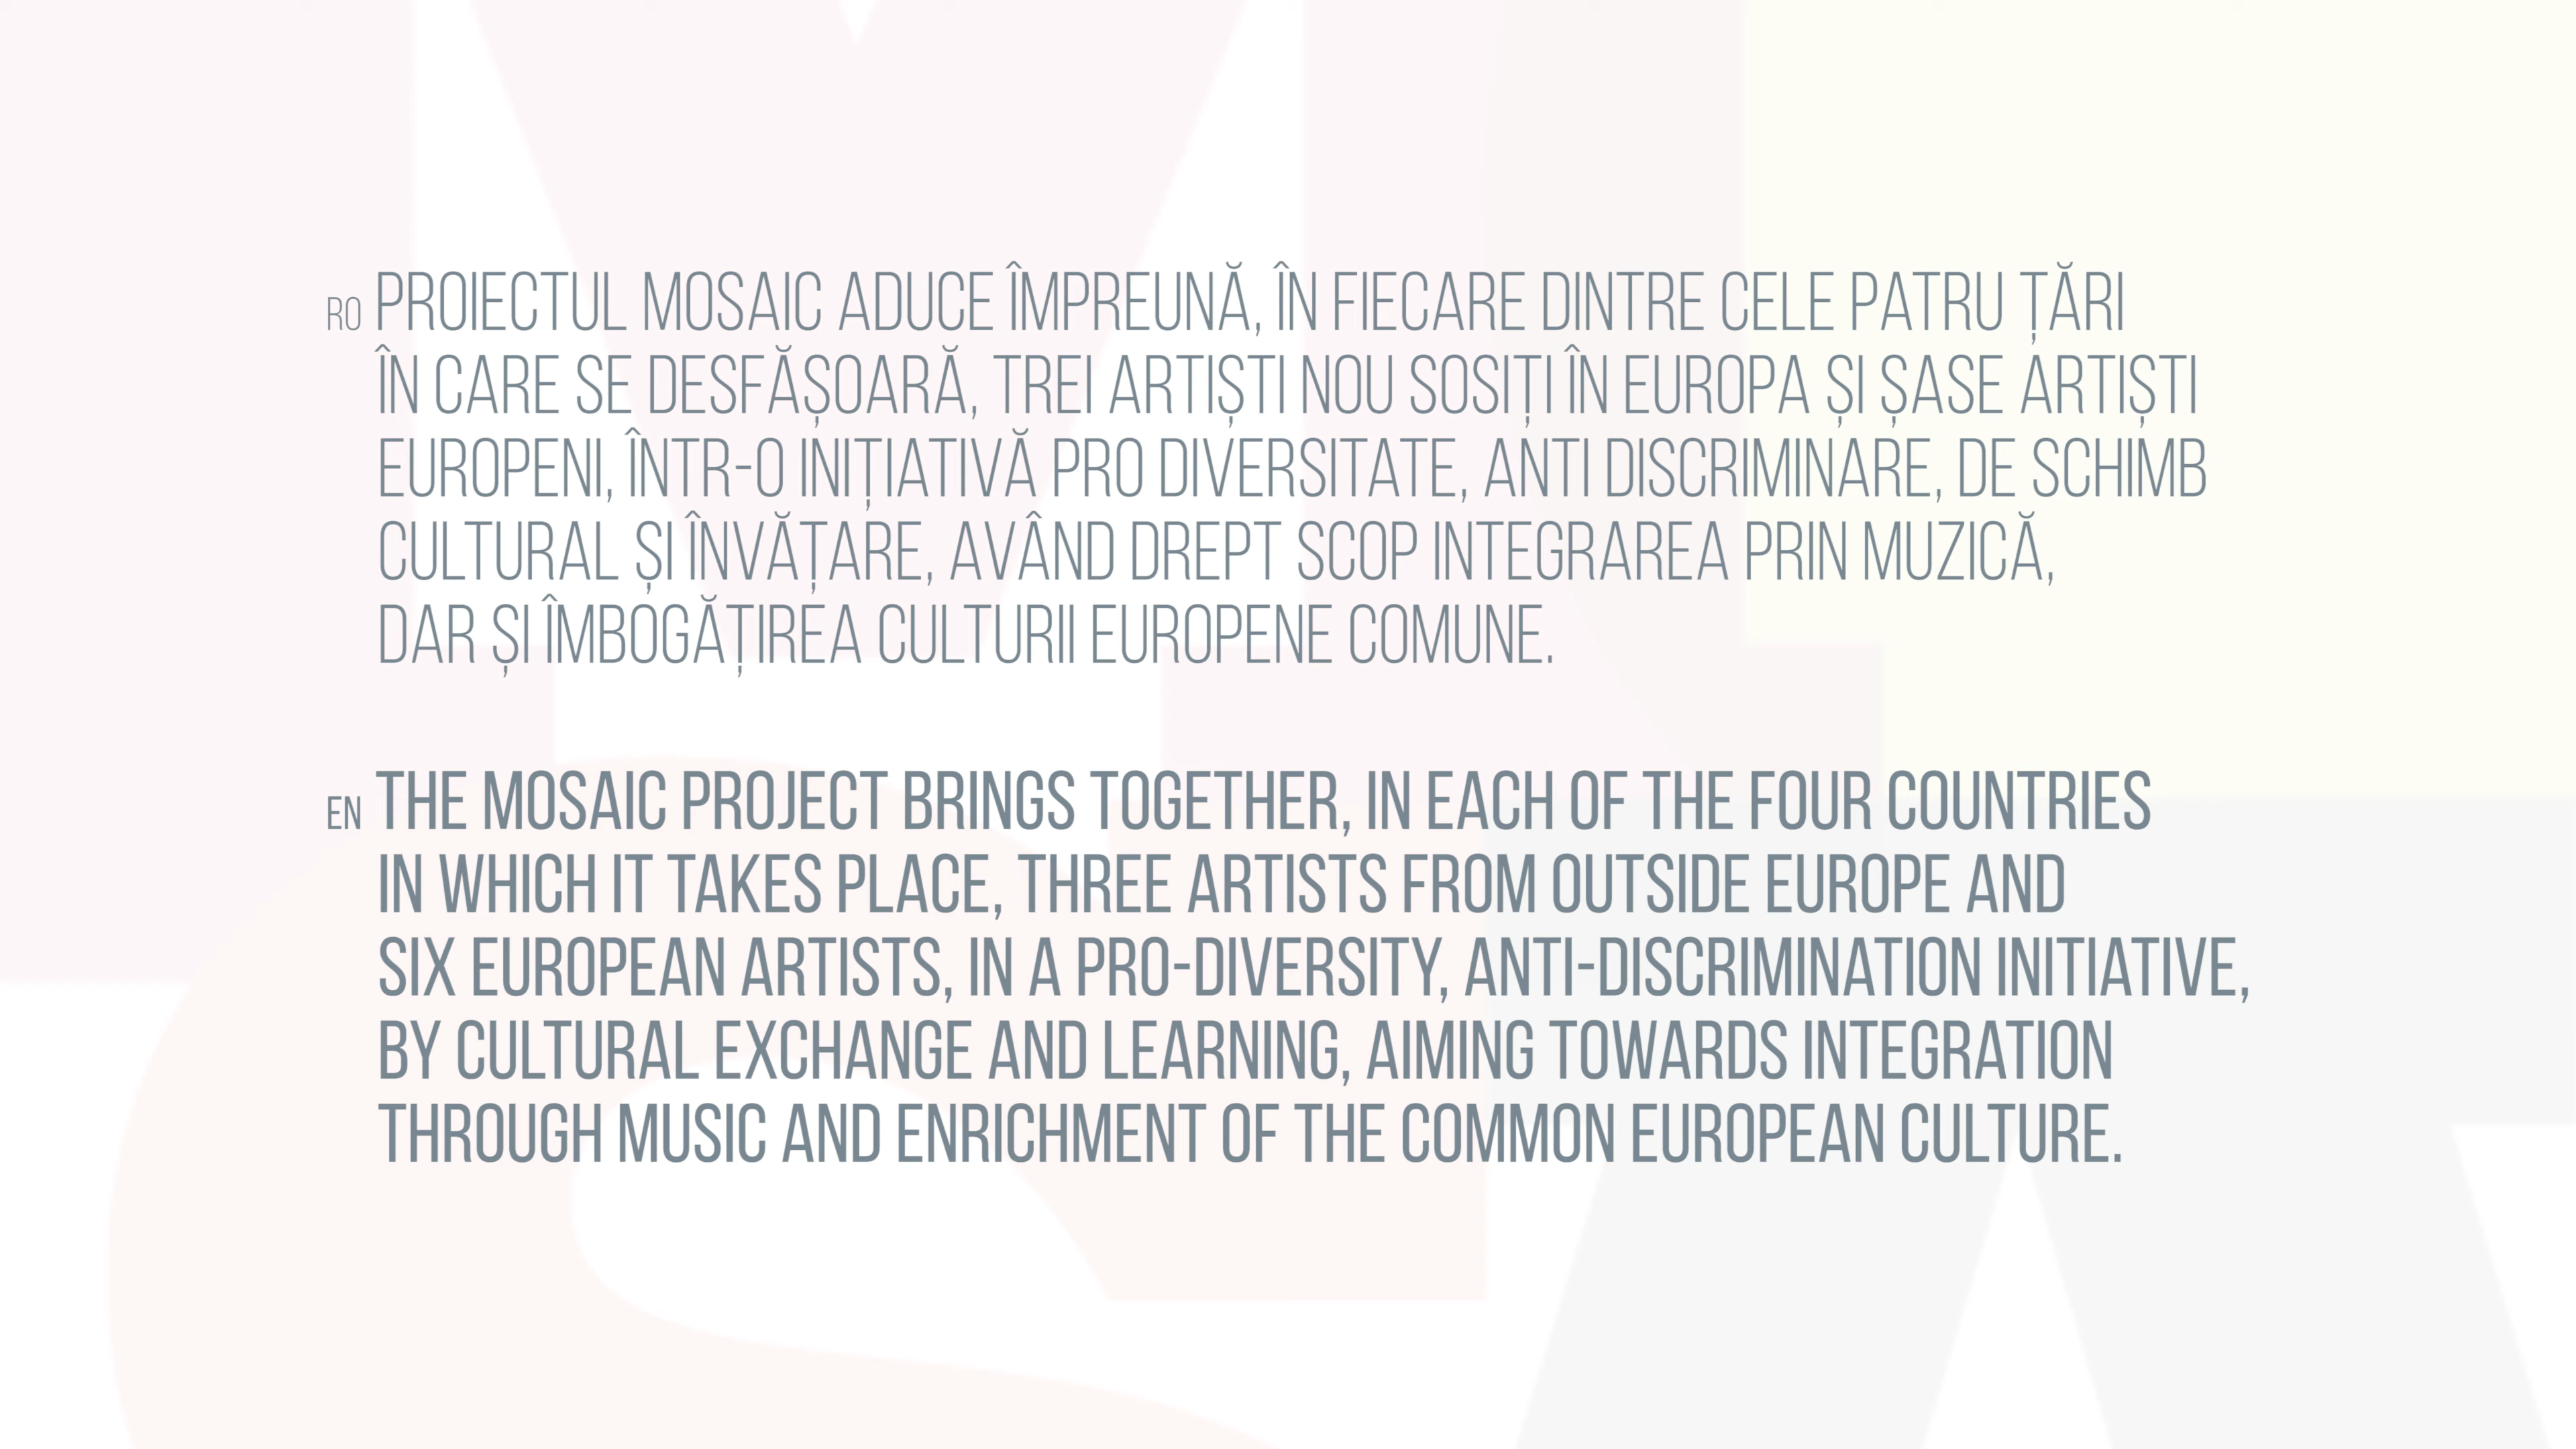 RO PROIECTUL MOSAIC ADUCE ÎMPREUNĂ, ÎN FIECARE DINTRE CELE PATRU ȚĂRI
ÎN CARE SE DESFĂȘOARĂ, TREI ARTIȘTI NOU SOSIȚI ÎN EUROPA ȘI ȘASE ARTIȘTI
EUROPENI, ÎNTR-O INIȚIATIVĂ PRO DIVERSITATE, ANTI DISCRIMINARE, DE SCHIMB
CULTURAL ȘI ÎNVĂȚARE, AVÂND DREPT SCOP INTEGRAREA PRIN MUZICĂ,
DAR ȘI ÎMBOGĂȚIREA CULTURII EUROPENE COMUNE.
EN THE MOSAIC PROJECT BRINGS TOGETHER, IN EACH OF THE FOUR COUNTRIES
IN WHICH IT TAKES PLACE, THREE ARTISTS FROM OUTSIDE EUROPE AND
SIX EUROPEAN ARTISTS, IN A PRO-DIVERSITY, ANTI-DISCRIMINATION INITIATIVE,
BY CULTURAL EXCHANGE AND LEARNING, AIMING TOWARDS INTEGRATION
THROUGH MUSIC AND ENRICHMENT OF THE COMMON EUROPEAN CULTURE.